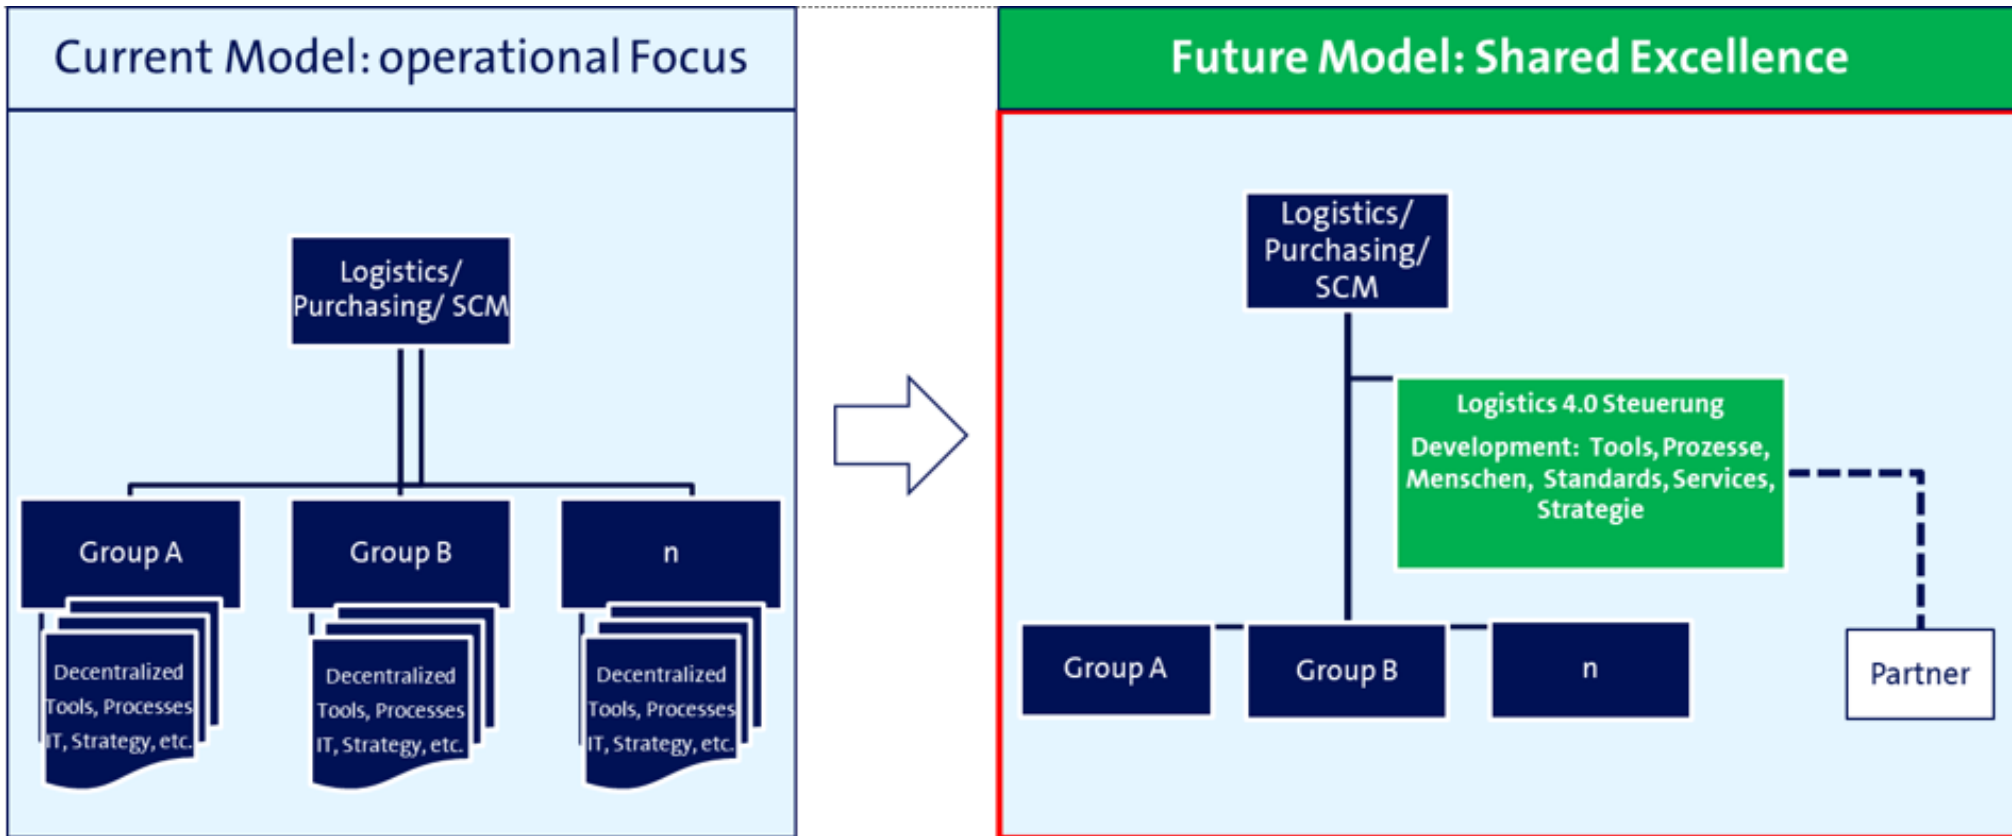 Current Model: operational Focus
Logistics/
Purchasing/ SCM
Group A
Group B
n
Decentralized
Tools, Processes
IT, Strategy, etc.
Decentralized
Tools, Processes
IT, Strategy, etc.
Decentralized
Tools, Processes
IT, Strategy, etc.
Future Model: Shared Excellence
Logistics/
Purchasing/
SCM
Logistics 4.0 Steuerung
Development: Tools, Prozesse,
Menschen, Standards, Services,
Strategie
Group A
Group B
n
Partner